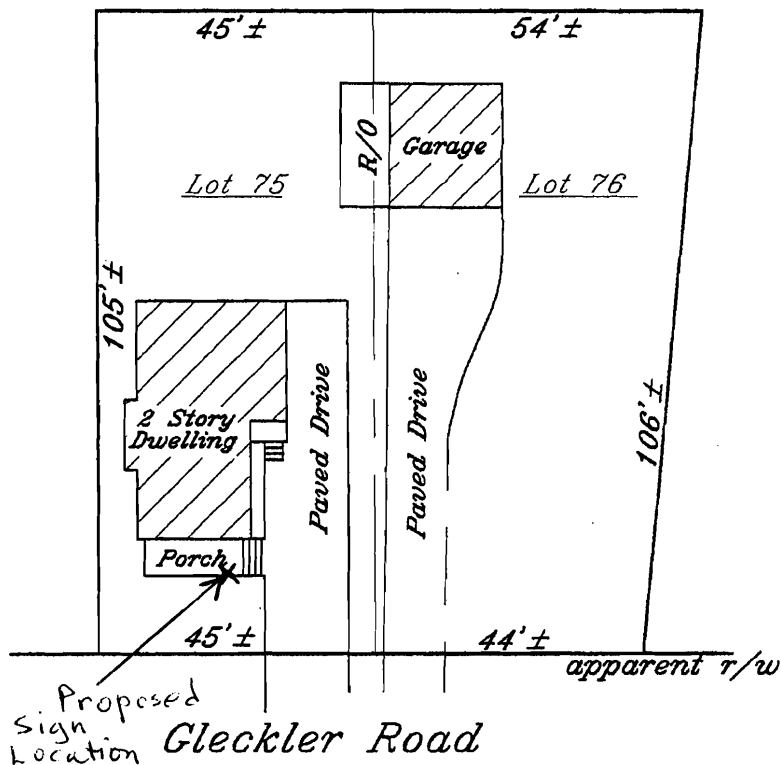 45'±
54'±
R/O
Garage
Lot 75
Lot 76
105'±
2 Story
Dwelling
Paved Drive
Paved Drive
106'±
Porch
45'±
44'±
apparent r/w
Proposed
Sign
Location
Gleckler Road